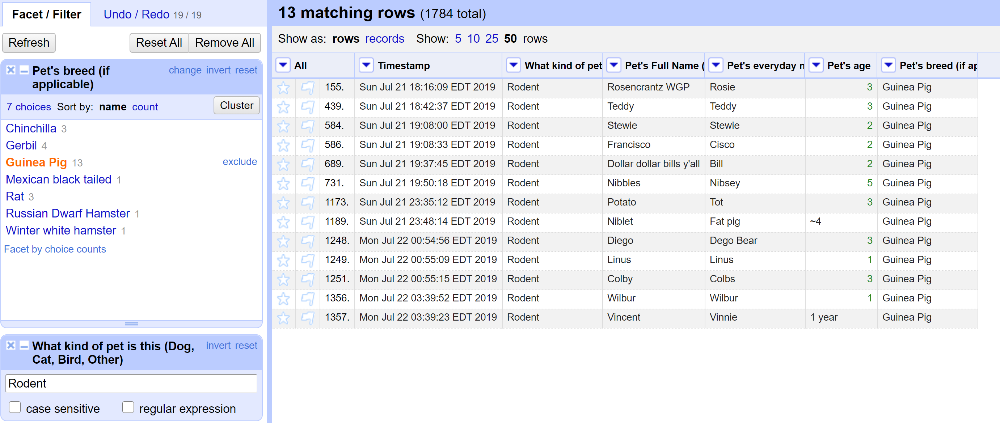 Facet / Filter Undo / Redo 19 / 19
Refresh Reset All Remove All
Pet's breed (if applicable) change invert reset
7 choices Sort by: name count Cluster
Chinchilla 3
Gerbil 4
Guinea Pig 13 exclude
Mexican black tailed 1
Rat 3
Russian Dwarf Hamster 1
Winter white hamster 1
Facet by choice counts
What kind of pet is this (Dog, Cat, Bird, Other) invert reset
Rodent
case sensitive regular expression
13 matching rows (1784 total)
Show as: rows records Show: 5 10 25 50 rows
All Timestamp What kind of pet Pet's Full Name ( Pet's everyday n Pet's age Pet's breed (if ap
155. Sun Jul 21 18:16:09 EDT 2019 Rodent Rosencrantz WGP Rosie 3 Guinea Pig
439. Sun Jul 21 18:42:37 EDT 2019 Rodent Teddy Teddy 3 Guinea Pig
584. Sun Jul 21 19:08:00 EDT 2019 Rodent Stewie Stewie 2 Guinea Pig
586. Sun Jul 21 19:08:33 EDT 2019 Rodent Francisco Cisco 2 Guinea Pig
689. Sun Jul 21 19:37:45 EDT 2019 Rodent Dollar dollar bills y'all Bill 2 Guinea Pig
731. Sun Jul 21 19:50:18 EDT 2019 Rodent Nibbles Nibsey 5 Guinea Pig
1173. Sun Jul 21 23:35:12 EDT 2019 Rodent Potato Tot 3 Guinea Pig
1189. Sun Jul 21 23:48:14 EDT 2019 Rodent Niblet Fat pig ~4 Guinea Pig
1248. Mon Jul 22 00:54:56 EDT 2019 Rodent Diego Dego Bear 3 Guinea Pig
1249. Mon Jul 22 00:55:09 EDT 2019 Rodent Linus Linus 1 Guinea Pig
1251. Mon Jul 22 00:55:15 EDT 2019 Rodent Colby Colbs 3 Guinea Pig
1356. Mon Jul 22 03:39:52 EDT 2019 Rodent Wilbur Wilbur 1 Guinea Pig
1357. Mon Jul 22 03:39:23 EDT 2019 Rodent Vincent Vinnie 1 year Guinea Pig